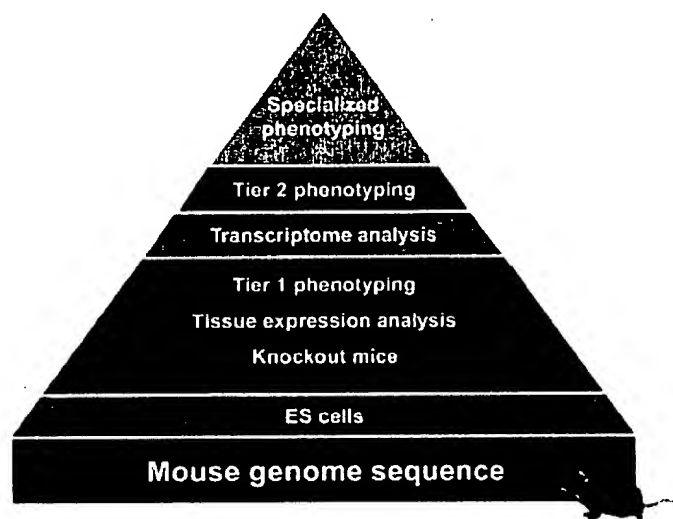 Specialized
phenotyping
Tier 2 phenotyping
Transcriptome analysis
Tier 1 phenotyping
Tissue expression analysis
Knockout mice
ES cells
Mouse genome sequence